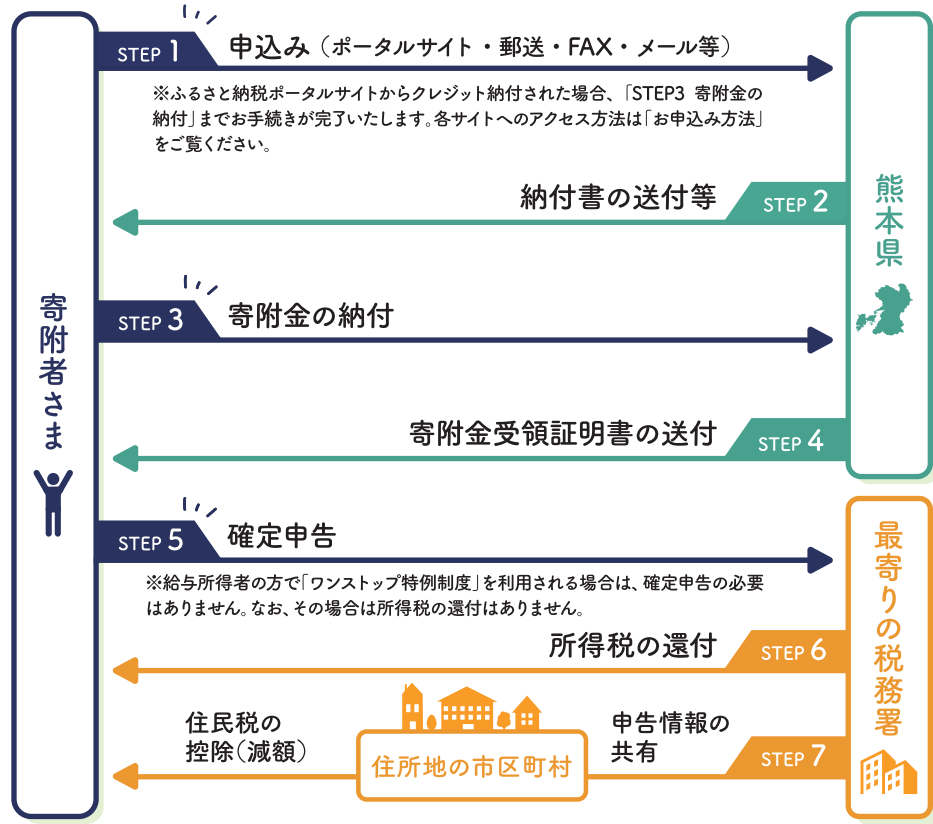 寄附者さま
STEP 1
申込み（ポータルサイト・郵送・FAX・メール等）
※ふるさと納税ポータルサイトからクレジット納付された場合、「STEP3 寄附金の
納付」までお手続きが完了いたします。各サイトへのアクセス方法は「お申込み方法」
をご覧ください。
納付書の送付等
STEP 2
熊本県
STEP 3
寄附金の納付
寄附金受領証明書の送付
STEP 4
STEP 5
確定申告
※給与所得者の方で「ワンストップ特例制度」を利用される場合は、確定申告の必要
はありません。なお、その場合は所得税の還付はありません。
最寄りの税務署
所得税の還付
STEP 6
住民税の
控除（減額）
住所地の市区町村
申告情報の
共有
STEP 7